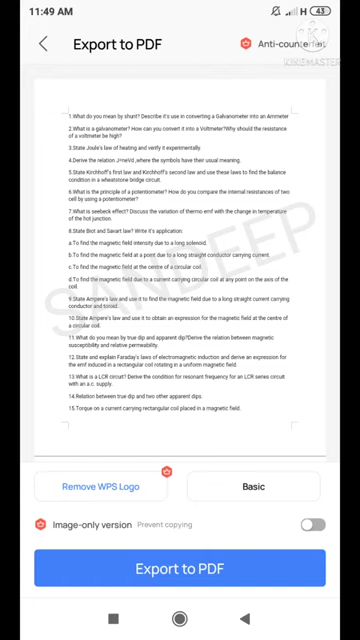 11:49 AM
H
43
Export to PDF
Anti-counterfeit
KINEMASTER
1.What do you mean by shunt? Describe it's use in converting a Galvanometer into an Ammeter
2.What is a galvanometer? How can you convert it into a Voltmeter?Why should the resistance
of a voltmeter be high?
3.State Joule's law of heating and verify it experimentally.
4.Derive the relation J=neVd ,where the symbols have their usual meaning.
5.State Kirchhoff's first law and Kirchhoff's second law and use these laws to find the balance
condition in a wheatstone bridge circuit.
6.What is the principle of a potentiometer? How do you compare the internal resistances of two
cell by using a potentiometer?
7.What is seebeck effect? Discuss the variation of thermo emf with the change in temperature
of the hot junction.
8.State Biot and Savart law? Write it's application:
a.To find the magnetic field intensity due to a long solenoid.
b.To find the magnetic field at a point due to a long straight conductor carrying current.
c.To find the magnetic field at the centre of a circular coil
d.To find the magnetic field due to a current carrying circular coil at any point on the axis of the
coil.
9.State Ampere's law and use it to find the magnetic field due to a long straight current carrying
conductor and toroid.
10.State Ampere's law and use it to obtain an expression for the magnetic field at the centre of
a circular coil.
11.What do you mean by true dip and apparent dip?Derive the relation between magnetic
susceptibility and relative permeability.
12.State and explain Faraday's laws of electromagnetic induction and derive an expression for
the emf induced in a rectangular coil rotating in a uniform magnetic field.
13.What is a LCR circuit? Derive the condition for resonant frequency for an LCR series circuit
with an a.c. supply.
14.Relation between true dip and two other apparent dips.
15.Torque on a current carrying rectangular coil placed in a magnetic field.
SANDEEP
Remove WPS Logo
Basic
Image-only version
Prevent copying
Export to PDF